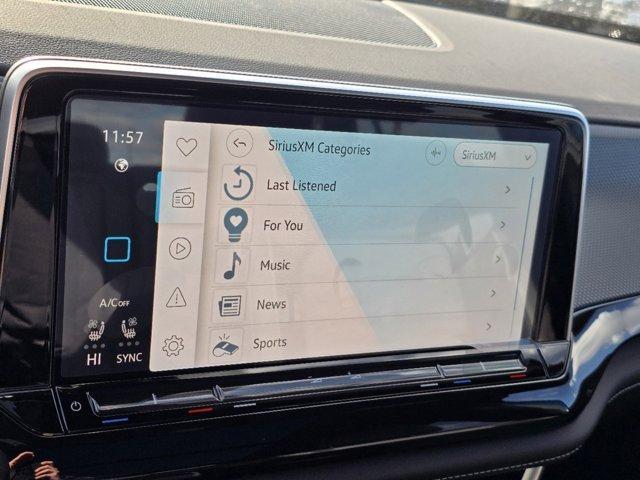 11:57
SiriusXM Categories
SiriusXM
Last Listened
For You
Music
News
Sports
A/C OFF
HI SYNC